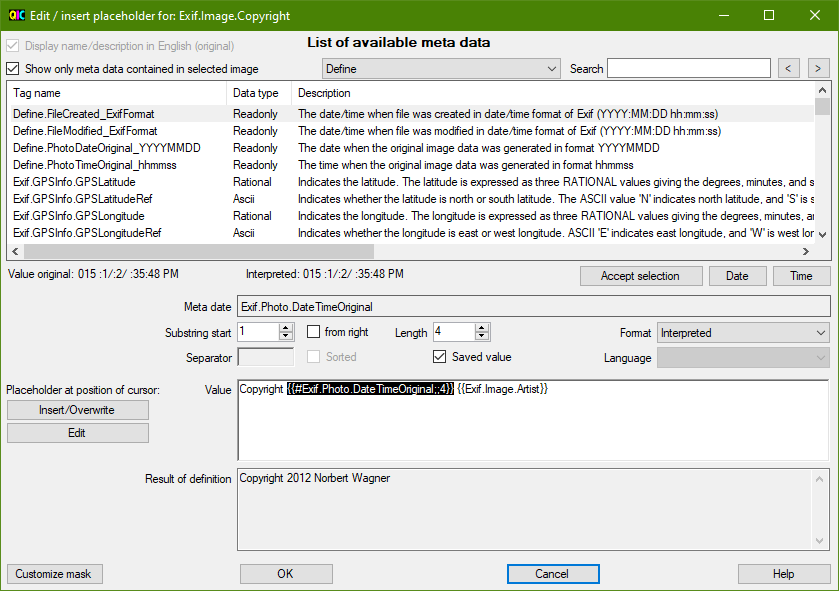 QIC Edit / insert placeholder for: Exif.Image.Copyright
Display name/description in English (original)
List of available meta data
Show only meta data contained in selected image
Define
Search
<
>
Tag name Data type Description
Define.FileCreated_ExifFormat Readonly The date/time when file was created in date/time format of Exif (YYYY:MM:DD hh:mm:ss)
Define.FileModified_ExifFormat Readonly The date/time when file was modified in date/time format of Exif (YYYY:MM:DD hh:mm:ss)
Define.PhotoDateOriginal_YYYYMMDD Readonly The date when the original image data was generated in format YYYYMMDD
Define.PhotoTimeOriginal_hhmmss Readonly The time when the original image data was generated in format hhmmss
Exif.GPSInfo.GPSLatitude Rational Indicates the latitude. The latitude is expressed as three RATIONAL values giving the degrees, minutes, and s
Exif.GPSInfo.GPSLatitudeRef Ascii Indicates whether the latitude is north or south latitude. The ASCII value 'N' indicates north latitude, and 'S' is s
Exif.GPSInfo.GPSLongitude Rational Indicates the longitude. The longitude is expressed as three RATIONAL values giving the degrees, minutes, a
Exif.GPSInfo.GPSLongitudeRef Ascii Indicates whether the longitude is east or west longitude. ASCII 'E' indicates east longitude, and 'W' is west lon
Value original: 015 :1/:2/ :35:48 PM
Interpreted: 015 :1/:2/ :35:48 PM
Accept selection
Date
Time
Meta date Exif.Photo.DateTimeOriginal
Substring start 1 from right Length 4 Format Interpreted
Separator Sorted Saved value Language
Placeholder at position of cursor: Value Copyright {{#Exif.Photo.DateTimeOriginal;;4}} {{Exif.Image.Artist}}
Insert/Overwrite
Edit
Result of definition Copyright 2012 Norbert Wagner
Customize mask
OK
Cancel
Help